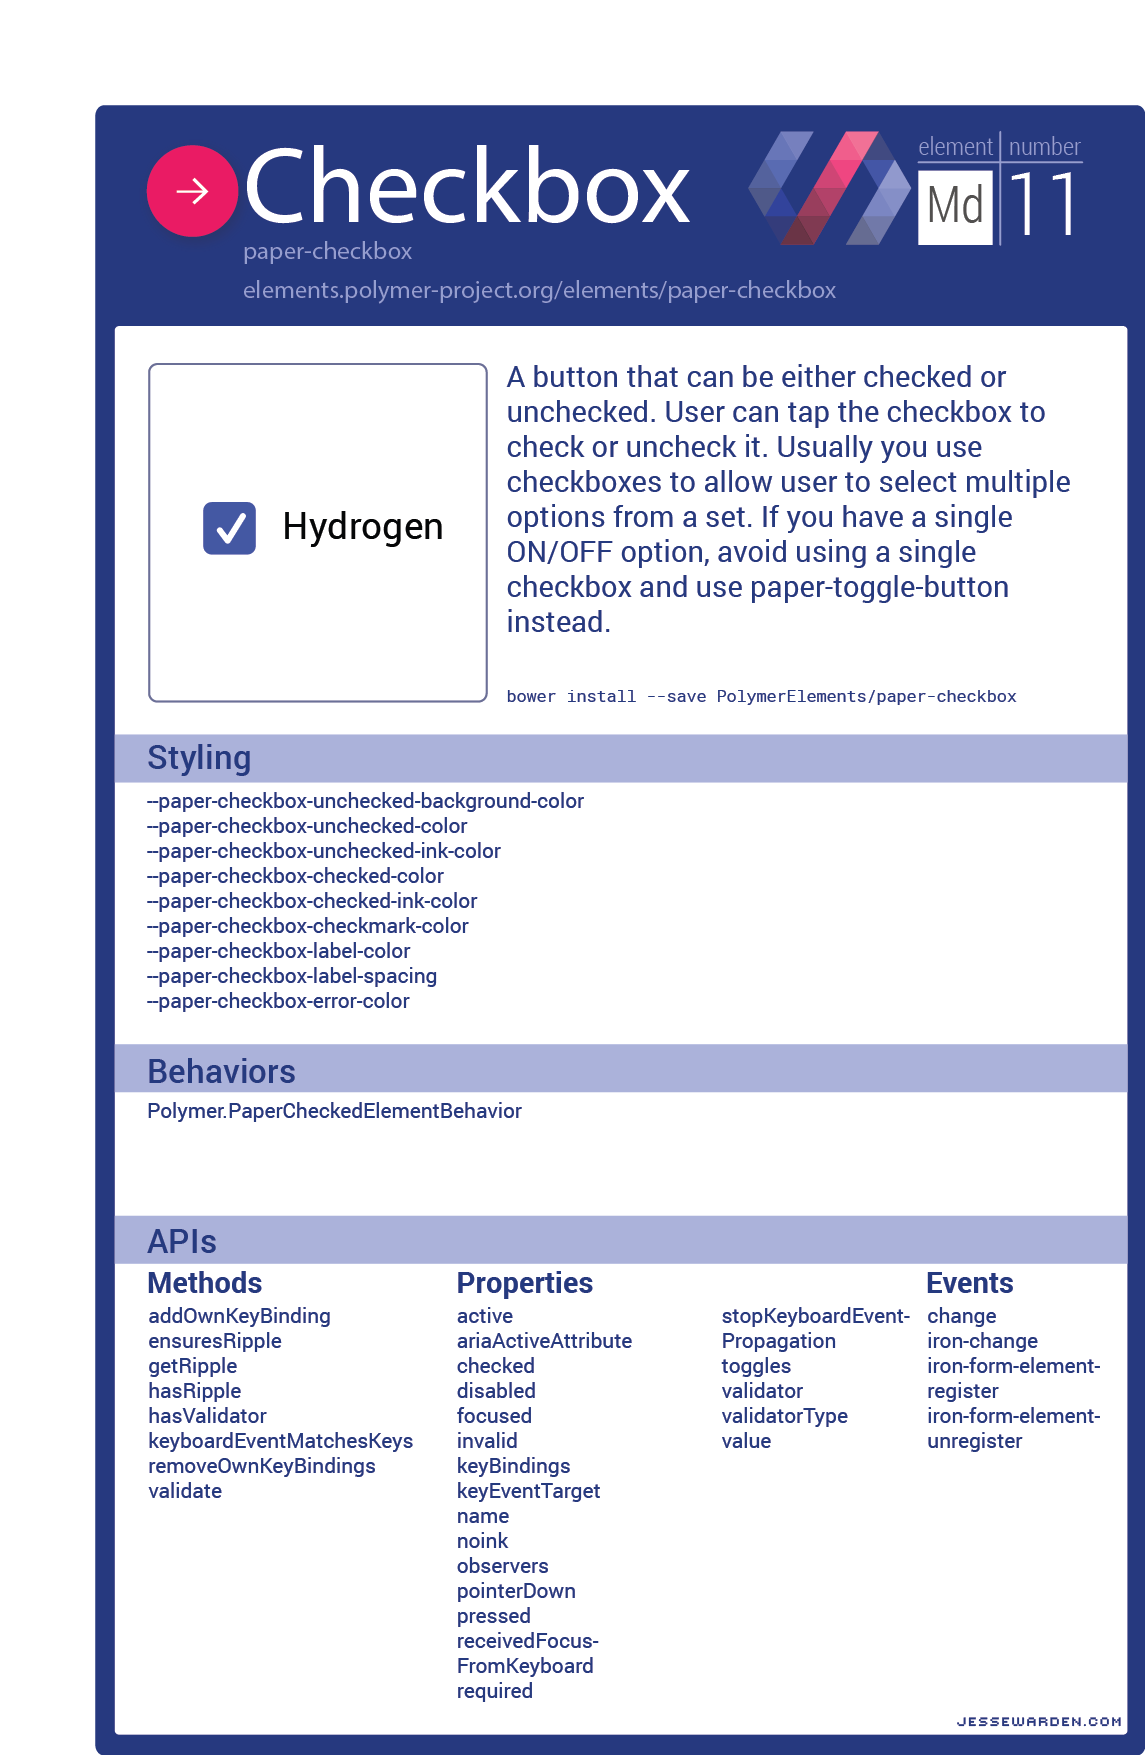 Checkbox
element number
Md 11
paper-checkbox
elements.polymer-project.org/elements/paper-checkbox
Hydrogen
A button that can be either checked or
unchecked. User can tap the checkbox to
check or uncheck it. Usually you use
checkboxes to allow user to select multiple
options from a set. If you have a single
ON/OFF option, avoid using a single
checkbox and use paper-toggle-button
instead.
bower install --save PolymerElements/paper-checkbox
Styling
--paper-checkbox-unchecked-background-color
--paper-checkbox-unchecked-color
--paper-checkbox-unchecked-ink-color
--paper-checkbox-checked-color
--paper-checkbox-checked-ink-color
--paper-checkbox-checkmark-color
--paper-checkbox-label-color
--paper-checkbox-label-spacing
--paper-checkbox-error-color
Behaviors
Polymer.PaperCheckedElementBehavior
APIs
Methods
addOwnKeyBinding
ensuresRipple
getRipple
hasRipple
hasValidator
keyboardEventMatchesKeys
removeOwnKeyBindings
validate
Properties
active
ariaActiveAttribute
checked
disabled
focused
invalid
keyBindings
keyEventTarget
name
noink
observers
pointerDown
pressed
receivedFocus-
FromKeyboard
required
stopKeyboardEvent-
Propagation
toggles
validator
validatorType
value
Events
change
iron-change
iron-form-element-
register
iron-form-element-
unregister
JESSEWARDEN.COM